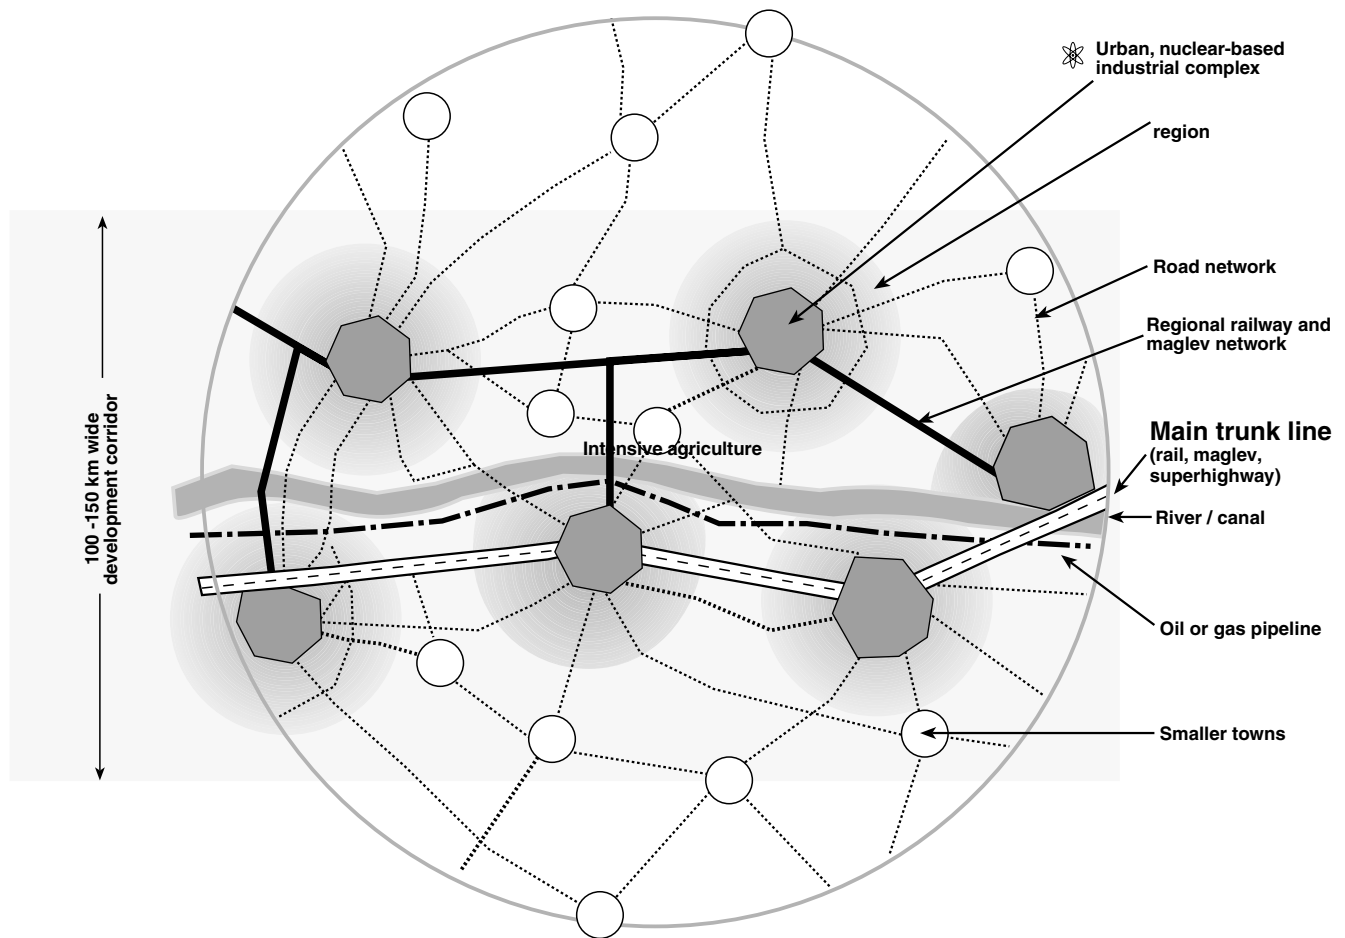 Urban, nuclear-based
industrial complex
region
Road network
Regional railway and
maglev network
100 -150 km wide
development corridor
Main trunk line
(rail, maglev,
superhighway)
Intensive agriculture
River / canal
Oil or gas pipeline
Smaller towns